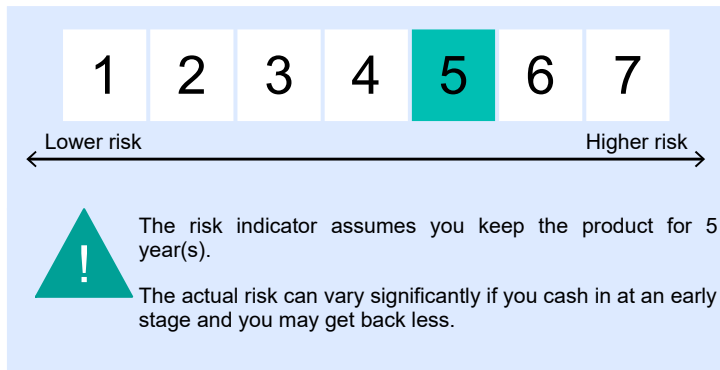 1 2 3 4 5 6 7
Lower risk Higher risk
!
The risk indicator assumes you keep the product for 5
year(s).
The actual risk can vary significantly if you cash in at an early
stage and you may get back less.